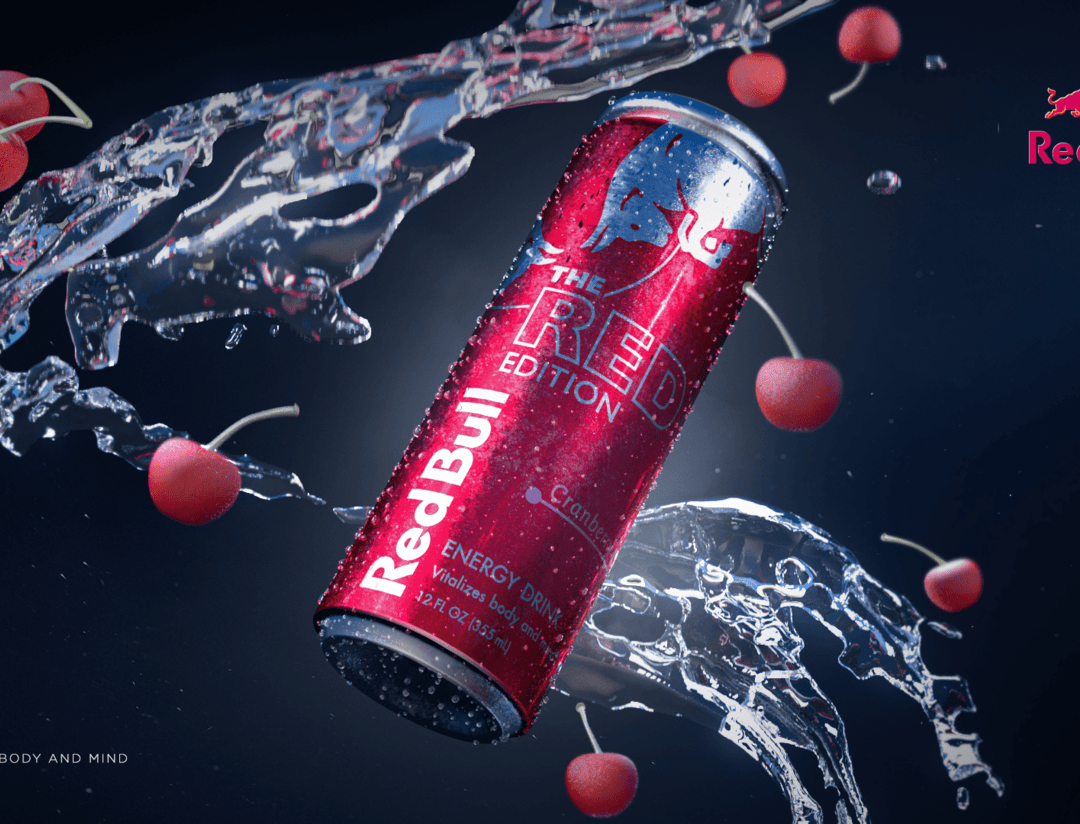 THE
RED
EDITION
Red Bull
Cranber
ENERGY DRINK
Vitalizes body and
12 FL OZ (355 ml)
Re
BODY AND MIND